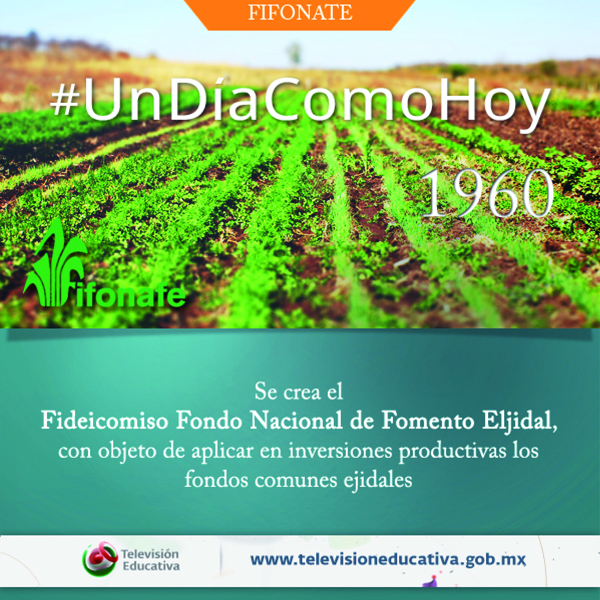 FIFONATE
#UnDíaComoHoy
1960
fifonafe
Se crea el
Fideicomiso Fondo Nacional de Fomento Eljidal,
con objeto de aplicar en inversiones productivas los
fondos comunes ejidales
Televisión
Educativa
www.televisioneducativa.gob.mx